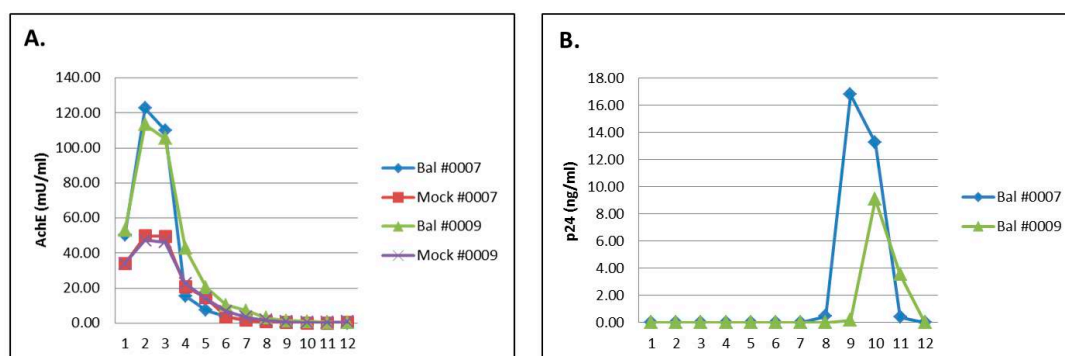 A.
AchE (mU/ml)
140.00
120.00
100.00
80.00
60.00
40.00
20.00
0.00
1 2 3 4 5 6 7 8 9 10 11 12
Bal #0007
Mock #0007
Bal #0009
Mock #0009
B.
p24 (ng/ml)
18.00
16.00
14.00
12.00
10.00
8.00
6.00
4.00
2.00
0.00
1 2 3 4 5 6 7 8 9 10 11 12
Bal #0007
Bal #0009